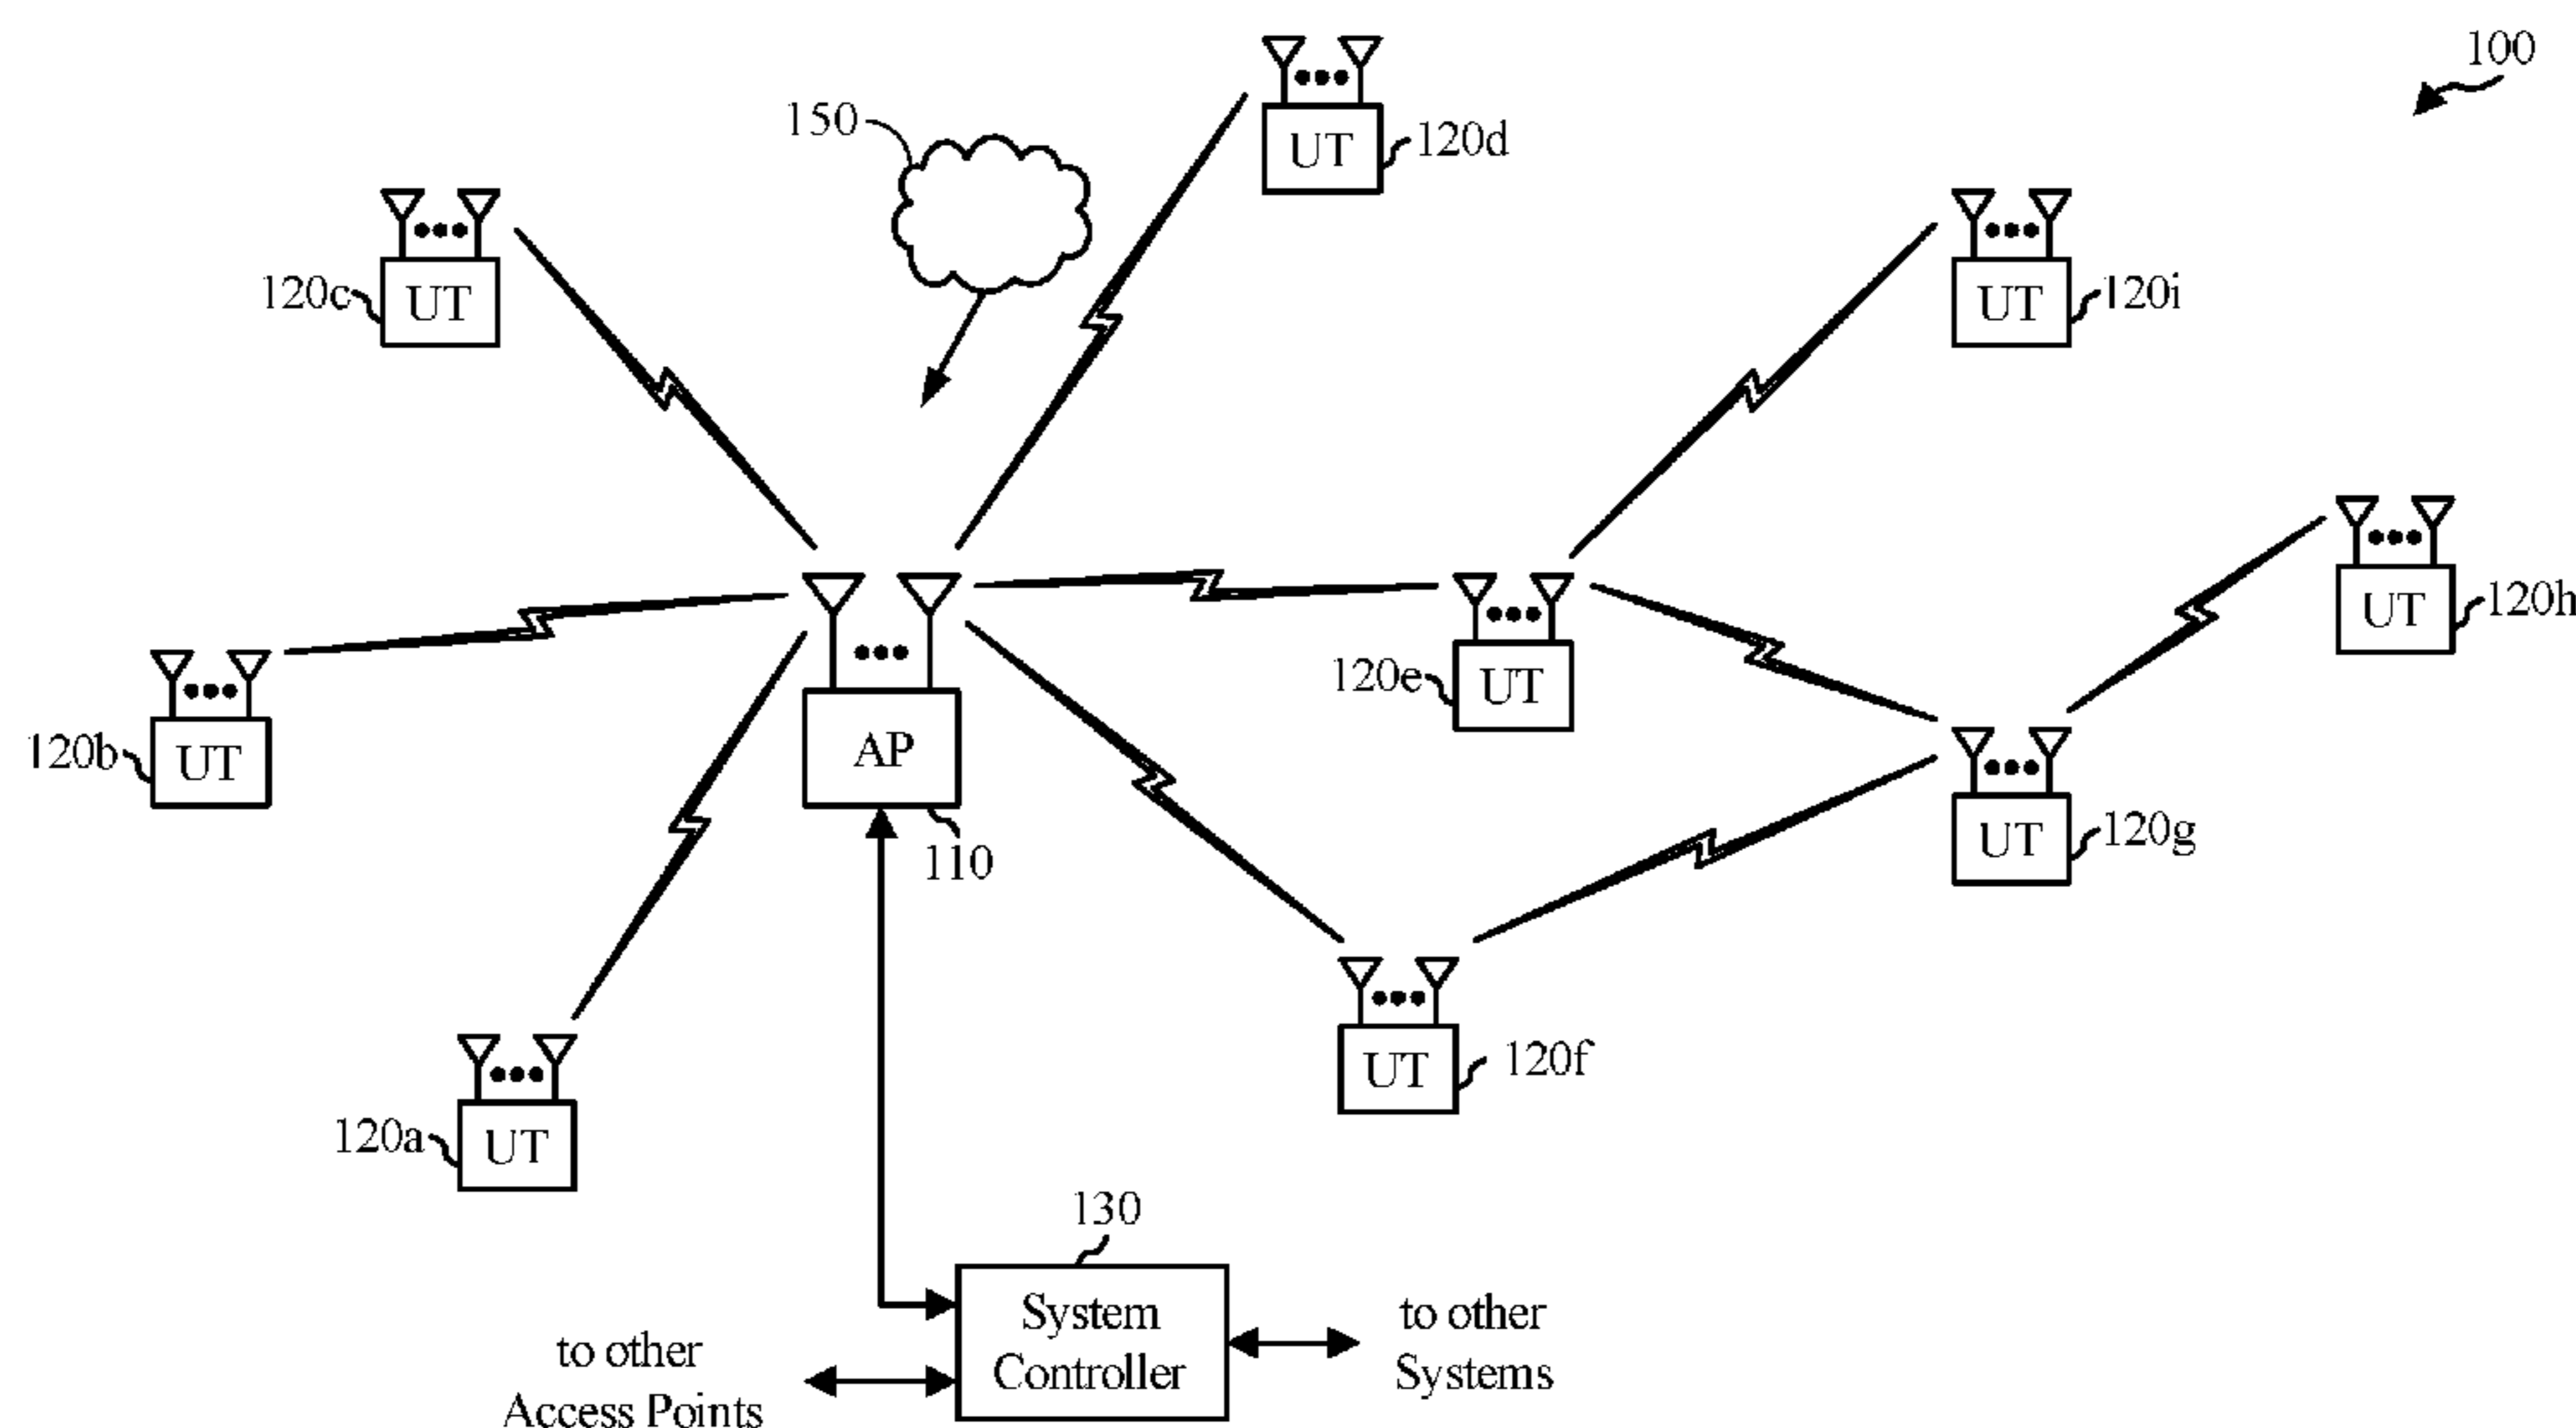 100
150
UT
120d
120c
UT
UT
120i
UT
120h
120e
UT
120b
UT
AP
110
UT
120g
UT
120f
120a
UT
130
System
Controller
to other
Systems
to other
Access Points